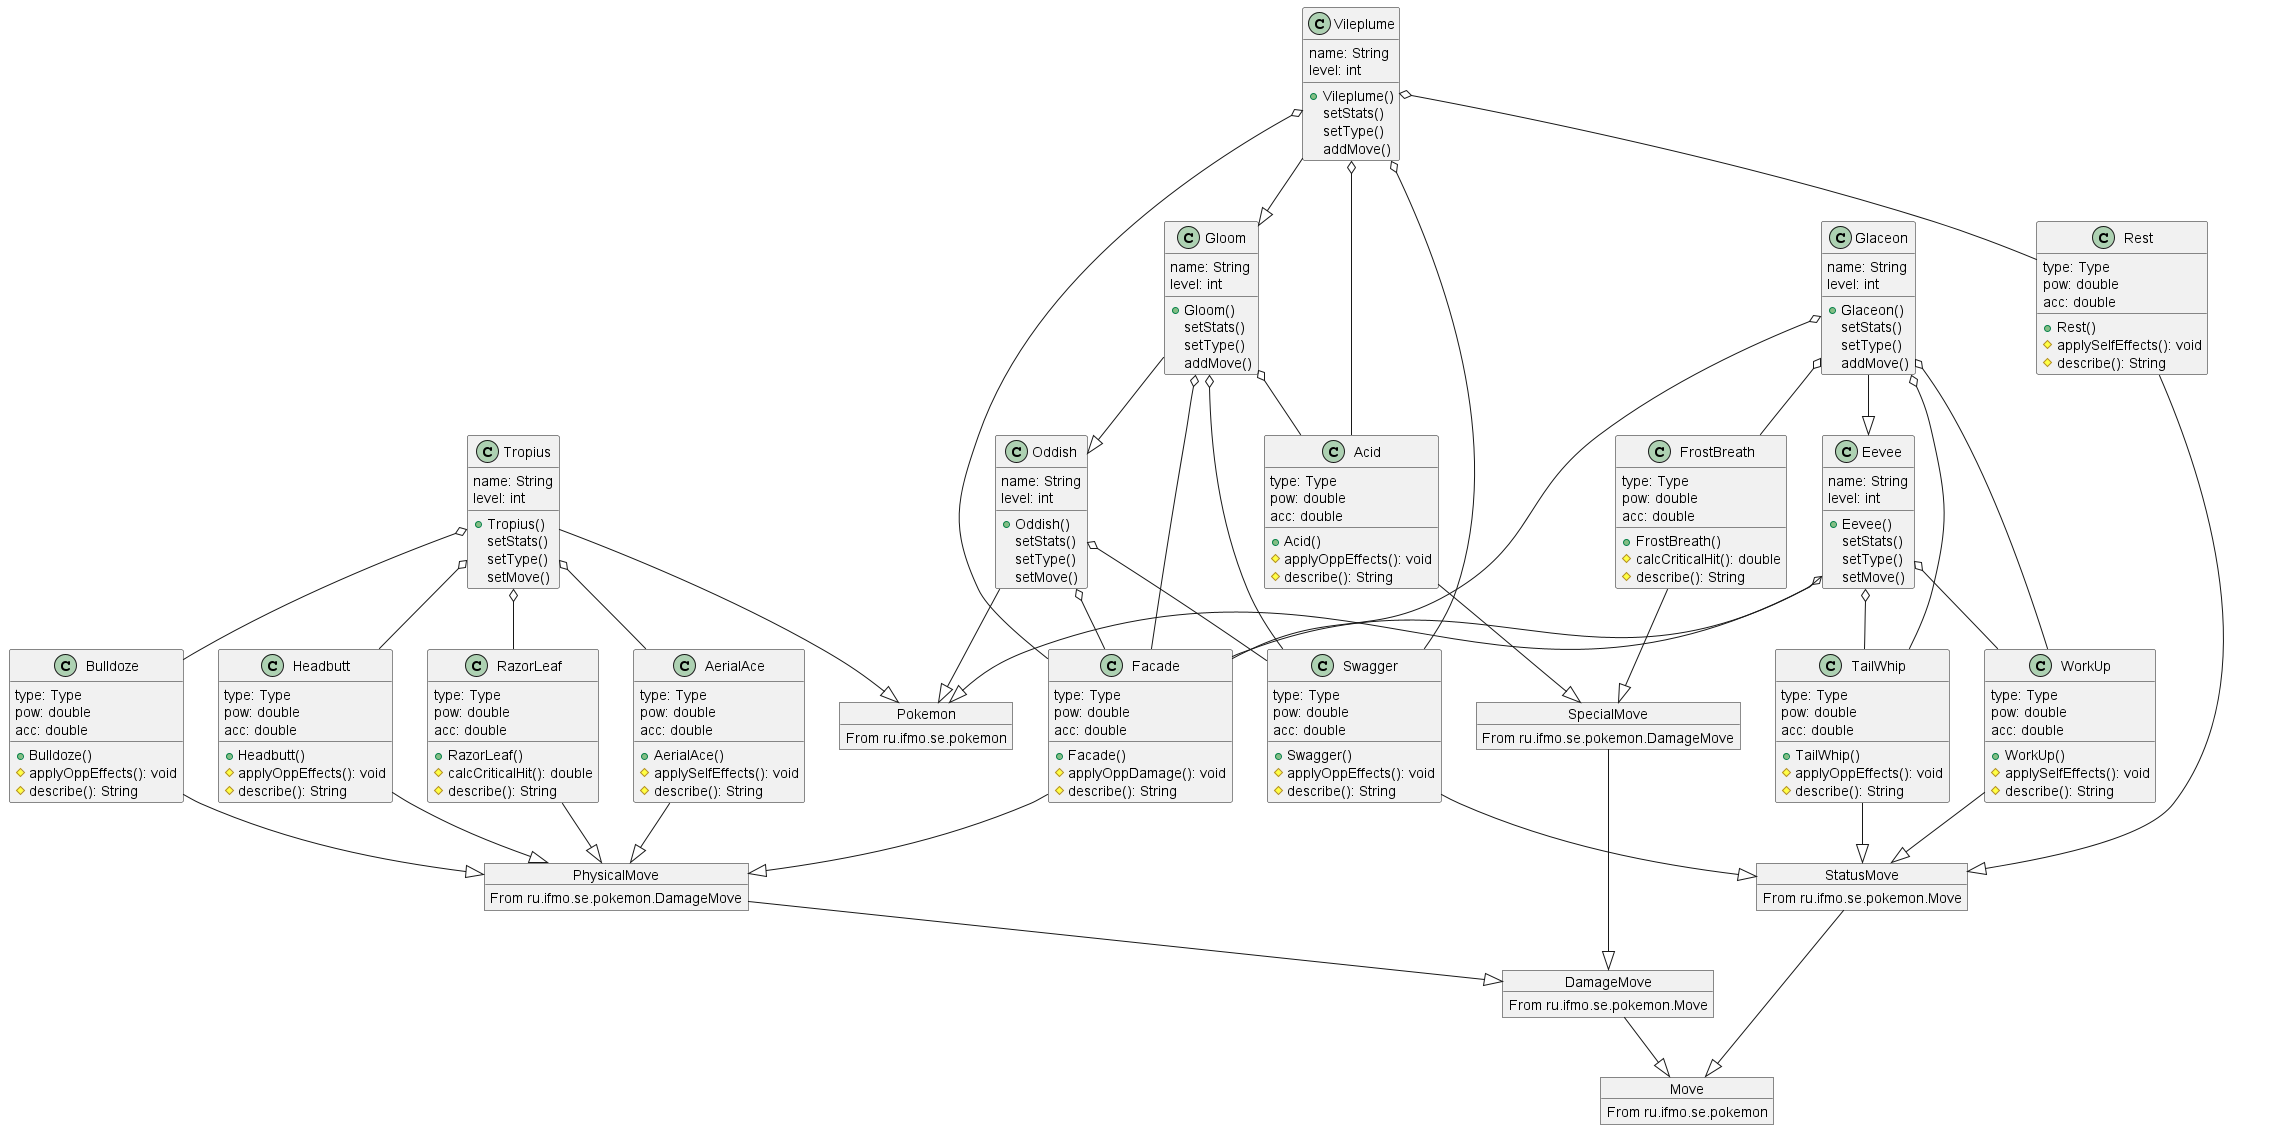 C Vileplume
name: String
level: int
Vileplume()
setStats()
setType()
addMove()
C Gloom
name: String
level: int
Gloom()
setStats()
setType()
addMove()
C Glaceon
name: String
level: int
Glaceon()
setStats()
setType()
addMove()
C Rest
type: Type
pow: double
acc: double
Rest()
applySelfEffects(): void
describe(): String
C Tropius
name: String
level: int
Tropius()
setStats()
setType()
setMove()
C Oddish
name: String
level: int
Oddish()
setStats()
setType()
setMove()
C Acid
type: Type
pow: double
acc: double
Acid()
applyOppEffects(): void
describe(): String
C FrostBreath
type: Type
pow: double
acc: double
FrostBreath()
calcCriticalHit(): double
describe(): String
C Eevee
name: String
level: int
Eevee()
setStats()
setType()
setMove()
C Bulldoze
type: Type
pow: double
acc: double
Bulldoze()
applyOppEffects(): void
describe(): String
C Headbutt
type: Type
pow: double
acc: double
Headbutt()
applyOppEffects(): void
describe(): String
C RazorLeaf
type: Type
pow: double
acc: double
RazorLeaf()
calcCriticalHit(): double
describe(): String
C AerialAce
type: Type
pow: double
acc: double
AerialAce()
applySelfEffects(): void
describe(): String
Pokemon
From ru.ifmo.se.pokemon
C Facade
type: Type
pow: double
acc: double
Facade()
applyOppDamage(): void
describe(): String
C Swagger
type: Type
pow: double
acc: double
Swagger()
applyOppEffects(): void
describe(): String
SpecialMove
From ru.ifmo.se.pokemon.DamageMove
C TailWhip
type: Type
pow: double
acc: double
TailWhip()
applyOppEffects(): void
describe(): String
C WorkUp
type: Type
pow: double
acc: double
WorkUp()
applySelfEffects(): void
describe(): String
PhysicalMove
From ru.ifmo.se.pokemon.DamageMove
StatusMove
From ru.ifmo.se.pokemon.Move
DamageMove
From ru.ifmo.se.pokemon.Move
Move
From ru.ifmo.se.pokemon